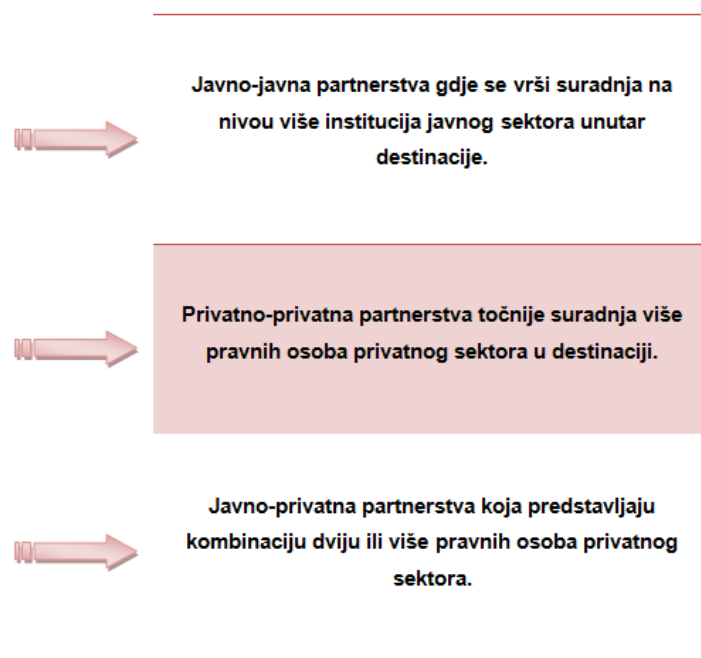 Javno-javna partnerstva gdje se vrši suradnja na
nivou više institucija javnog sektora unutar
destinacije.
Privatno-privatna partnerstva točnije suradnja više
pravnih osoba privatnog sektora u destinaciji.
Javno-privatna partnerstva koja predstavljaju
kombinaciju dviju ili više pravnih osoba privatnog
sektora.